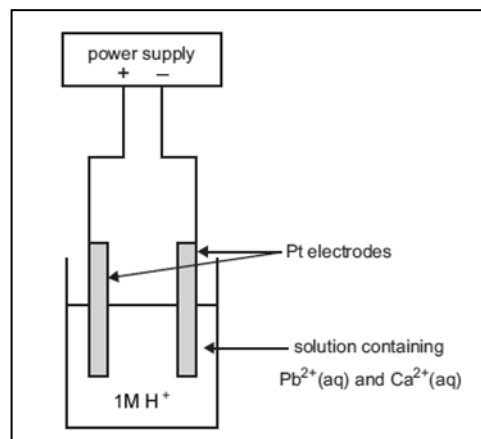 power supply
+ –
Pt electrodes
solution containing
Pb²⁺(aq) and Ca²⁺(aq)
1M H⁺